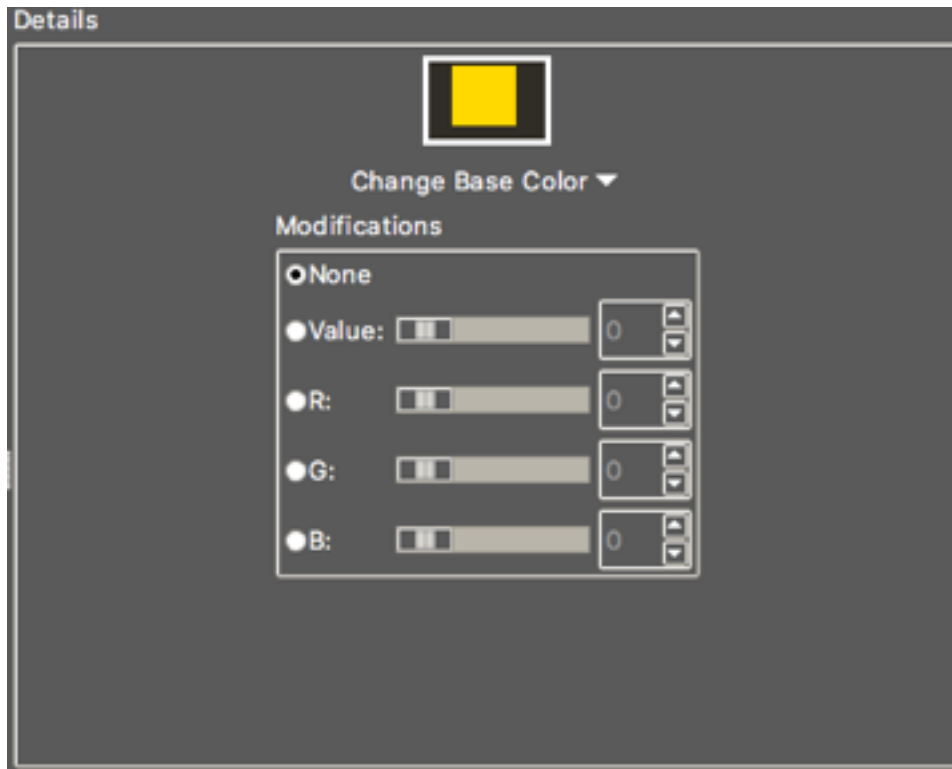 Details
Change Base Color
Modifications
None
Value: 0
R: 0
G: 0
B: 0